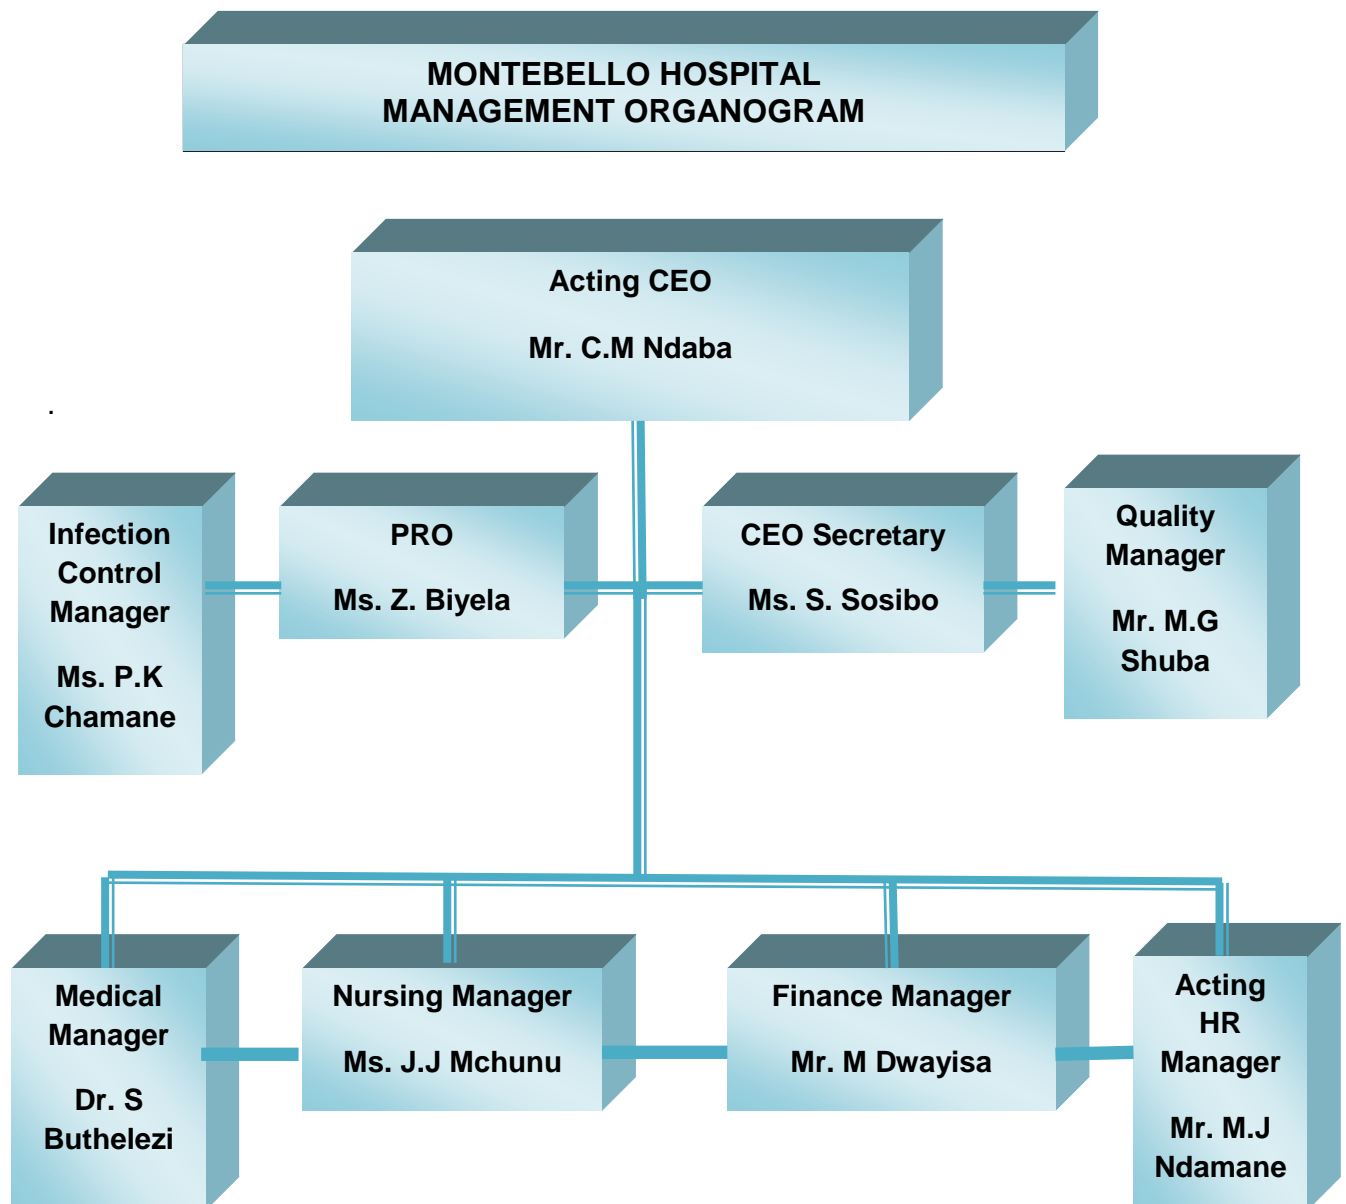 MONTEBELLO HOSPITAL
MANAGEMENT ORGANOGRAM
Acting CEO
Mr. C.M Ndaba
.
Infection
Control
Manager
Ms. P.K
Chamane
PRO
Ms. Z. Biyela
CEO Secretary
Ms. S. Sosibo
Quality
Manager
Mr. M.G
Shuba
Medical
Manager
Dr. S
Buthelezi
Nursing Manager
Ms. J.J Mchunu
Finance Manager
Mr. M Dwayisa
Acting
HR
Manager
Mr. M.J
Ndamane